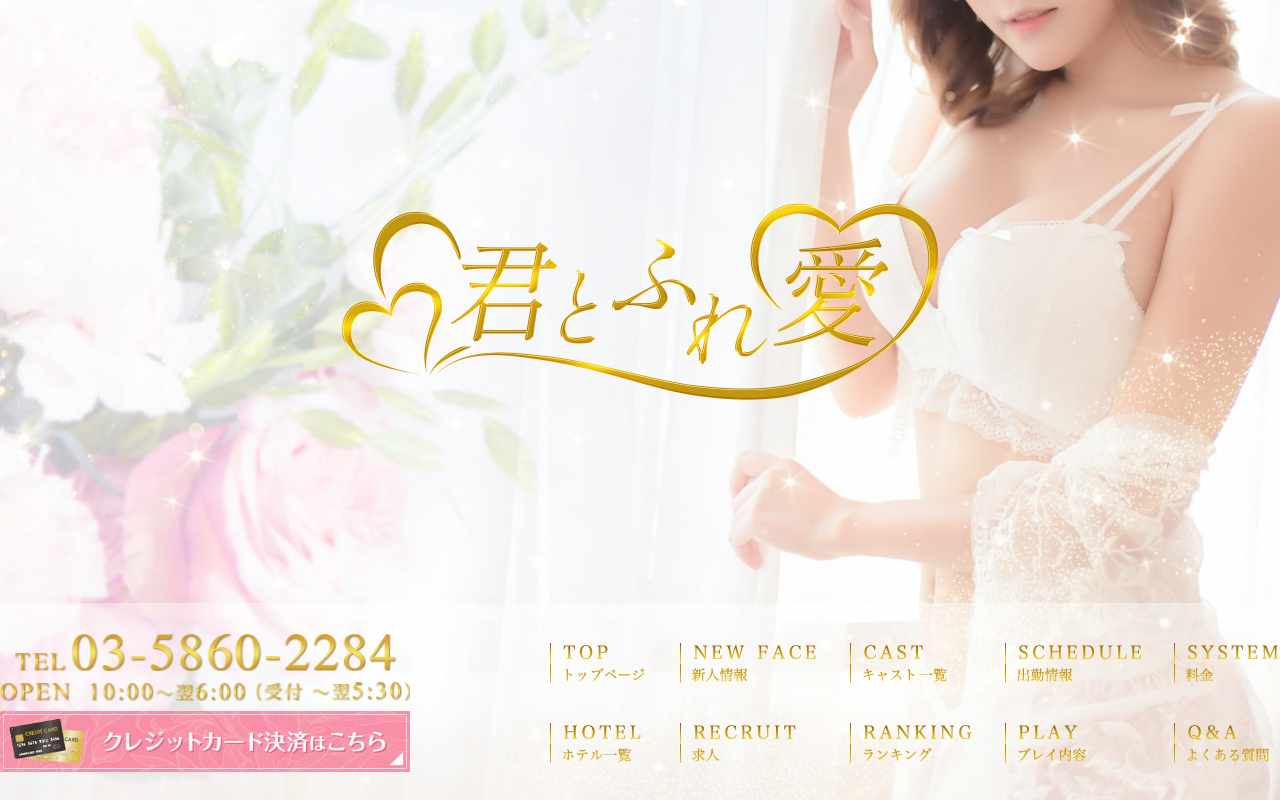 君とふれ愛
TEL 03-5860-2284
OPEN 10:00～翌6:00（受付 ～翌5:30）
CREDIT CARD
クレジットカード決済はこちら
TOP
トップページ
NEW FACE
新人情報
CAST
キャスト一覧
SCHEDULE
出勤情報
SYSTEM
料金
HOTEL
ホテル一覧
RECRUIT
求人
RANKING
ランキング
PLAY
プレイ内容
Q&A
よくある質問